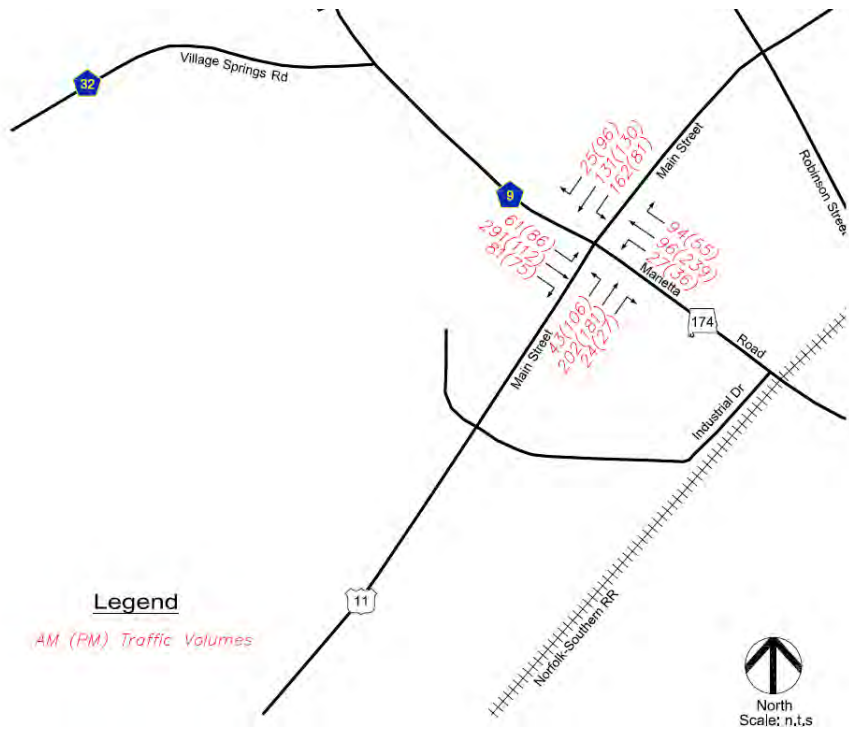 Village Springs Rd
32
Main Street
Robinson Street
25(96)
131(130)
162(81)
9
61(86)
291(112)
81(75)
94(65)
96(239)
27(36)
Marietta
Road
174
43(106)
202(181)
24(27)
Main Street
Industrial Dr
11
Norfolk-Southern RR
Legend
AM (PM) Traffic Volumes
North
Scale: n.t.s